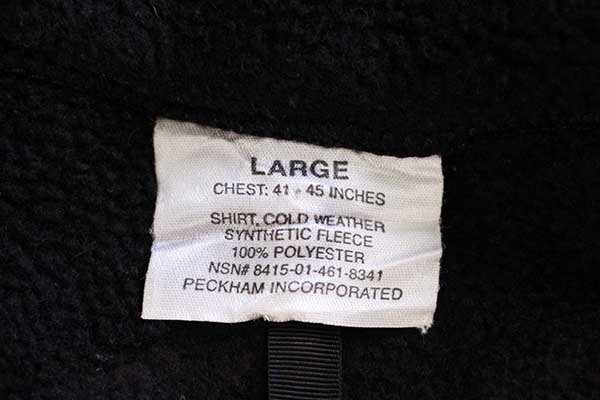 LARGE
CHEST: 41 - 45 INCHES
SHIRT, COLD WEATHER
SYNTHETIC FLEECE
100% POLYESTER
NSN# 8415-01-461-8341
PECKHAM INCORPORATED